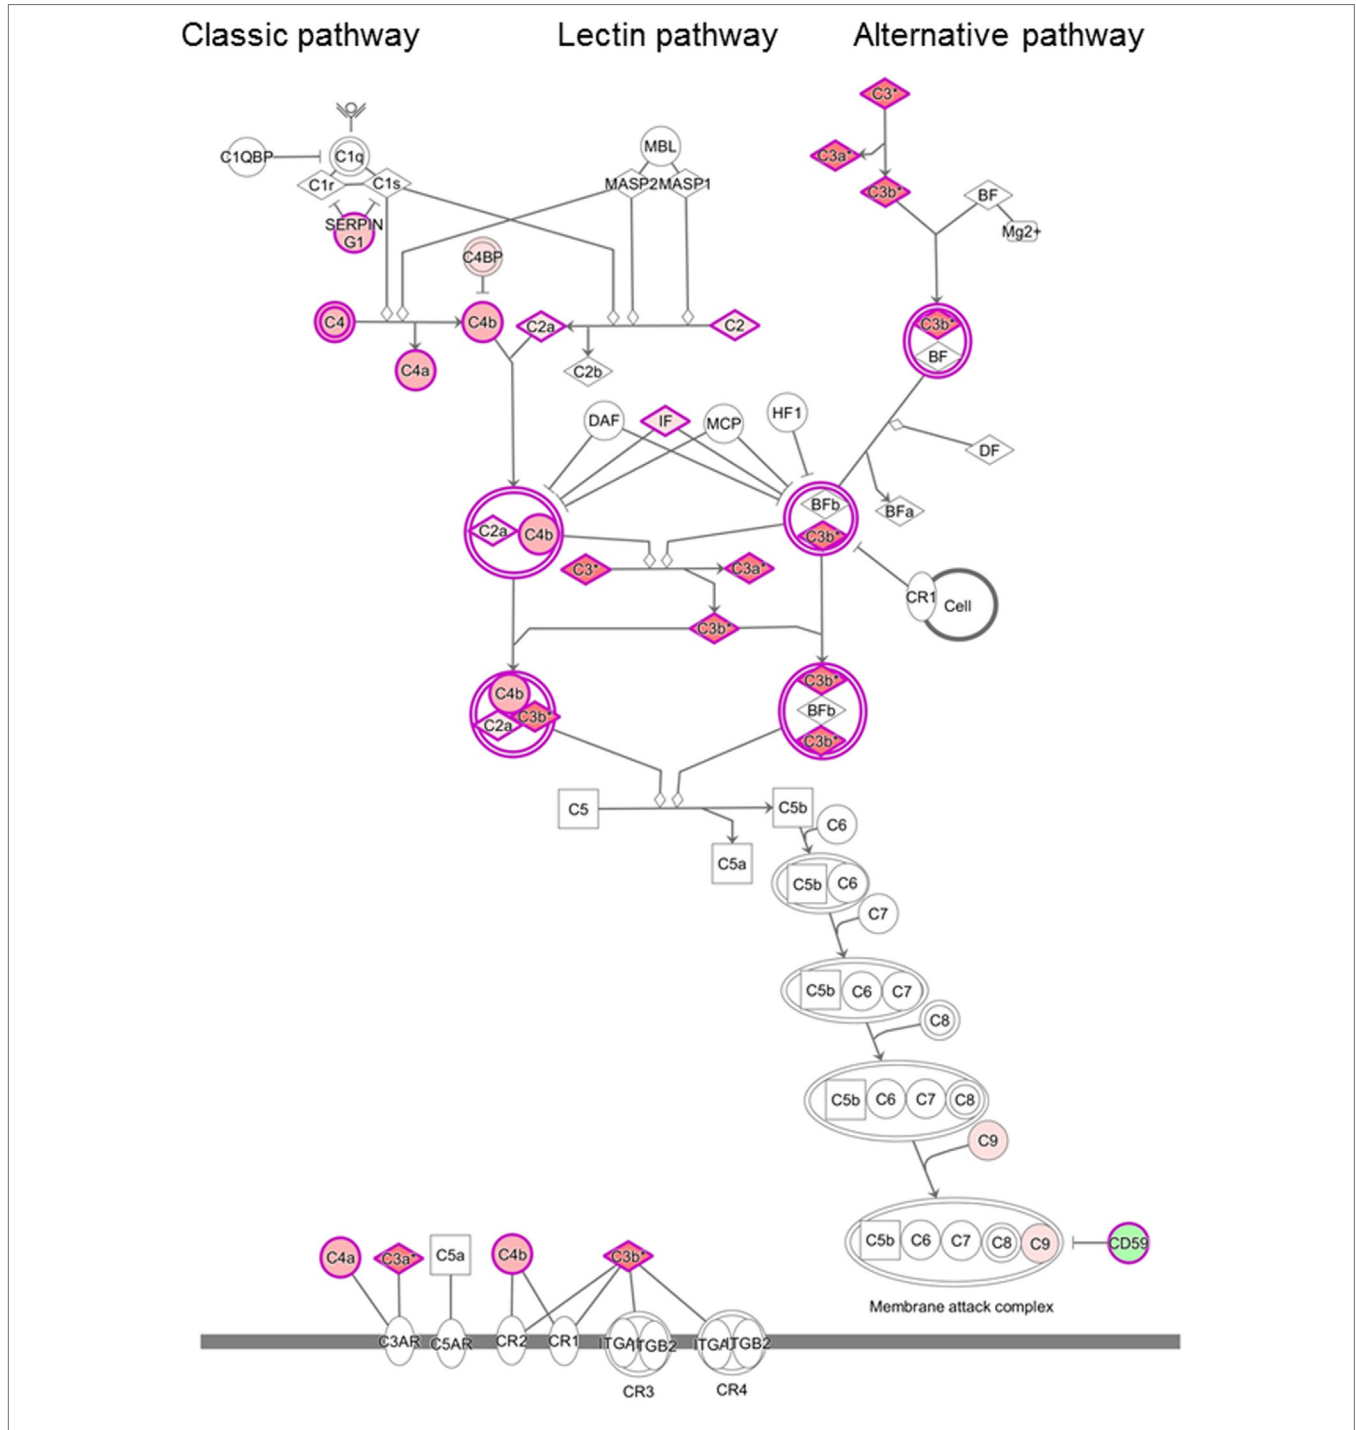 Classic pathway
Lectin pathway
Alternative pathway
C3*
C3a*
C3b*
BF
Mg2+
C1QBP
C1q
C1r
C1s
SERPIN
G1
MBL
MASP2
MASP1
C4BP
C4
C4b
C4a
C2a
C2
C2b
C3b*
BF
DAF
IF
MCP
HF1
DF
BFa
C2a
C4b
BFb
C3b*
C3*
C3a*
C3b*
CR1
Cell
C4b
C2a
C3b*
C3b*
BFb
C3b*
C5
C5b
C6
C5a
C5b
C6
C7
C5b
C6
C7
C8
C5b
C6
C7
C8
C9
C5b
C6
C7
C8
C9
CD59
Membrane attack complex
C4a
C3a*
C5a
C4b
C3b*
C3AR
C5AR
CR2
CR1
ITGA
ITGB2
ITGA
ITGB2
CR3
CR4